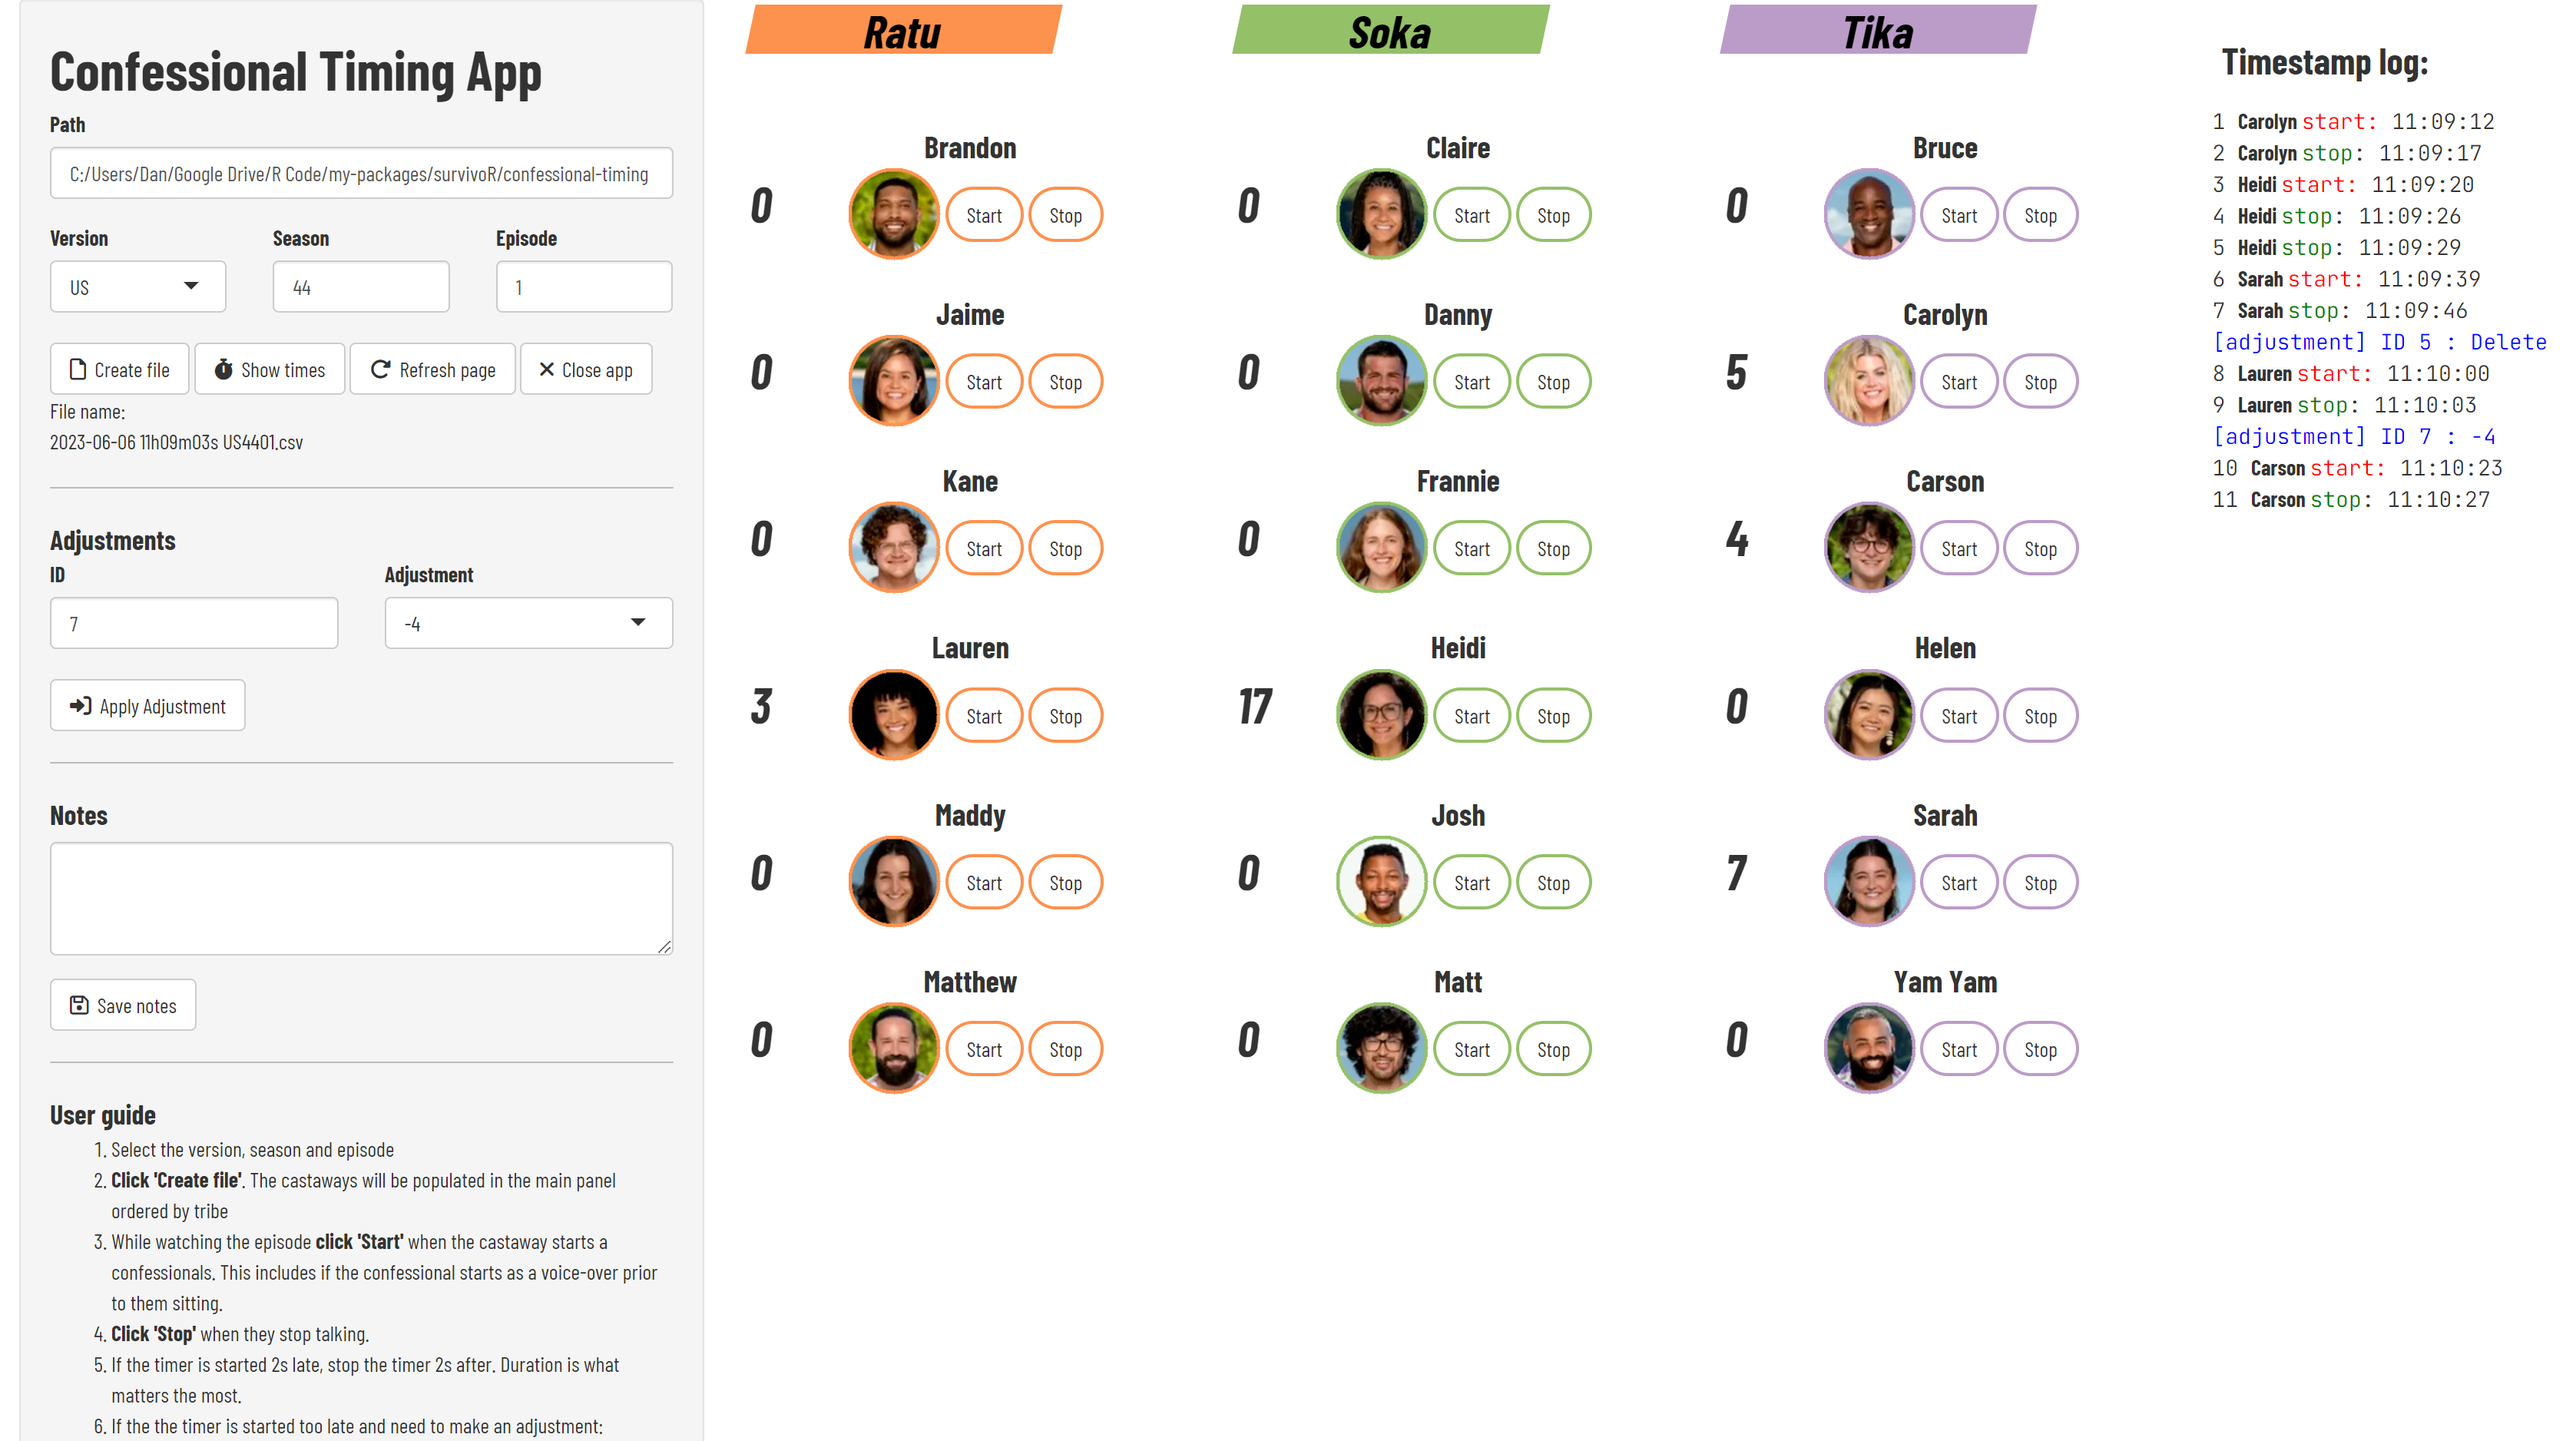 Confessional Timing App
Path
C:/Users/Dan/Google Drive/R Code/my-packages/survivoR/confessional-timing
Version
Season
Episode
US
44
1
Create file
Show times
Refresh page
Close app
File name:
2023-06-06 11h09m03s US4401.csv
Adjustments
ID
Adjustment
7
-4
Apply Adjustment
Notes
Save notes
User guide
1. Select the version, season and episode
2. Click 'Create file'. The castaways will be populated in the main panel
ordered by tribe
3. While watching the episode click 'Start' when the castaway starts a
confessionals. This includes if the confessional starts as a voice-over prior
to them sitting.
4. Click 'Stop' when they stop talking.
5. If the timer is started 2s late, stop the timer 2s after. Duration is what
matters the most.
6. If the the timer is started too late and need to make an adjustment:
Ratu
Brandon
0
Start
Stop
Jaime
0
Start
Stop
Kane
0
Start
Stop
Lauren
3
Start
Stop
Maddy
0
Start
Stop
Matthew
0
Start
Stop
Soka
Claire
0
Start
Stop
Danny
0
Start
Stop
Frannie
0
Start
Stop
Heidi
17
Start
Stop
Josh
0
Start
Stop
Matt
0
Start
Stop
Tika
Bruce
0
Start
Stop
Carolyn
5
Start
Stop
Carson
4
Start
Stop
Helen
0
Start
Stop
Sarah
7
Start
Stop
Yam Yam
0
Start
Stop
Timestamp log:
1 Carolyn start: 11:09:12
2 Carolyn stop: 11:09:17
3 Heidi start: 11:09:20
4 Heidi stop: 11:09:26
5 Heidi stop: 11:09:29
6 Sarah start: 11:09:39
7 Sarah stop: 11:09:46
[adjustment] ID 5 : Delete
8 Lauren start: 11:10:00
9 Lauren stop: 11:10:03
[adjustment] ID 7 : -4
10 Carson start: 11:10:23
11 Carson stop: 11:10:27